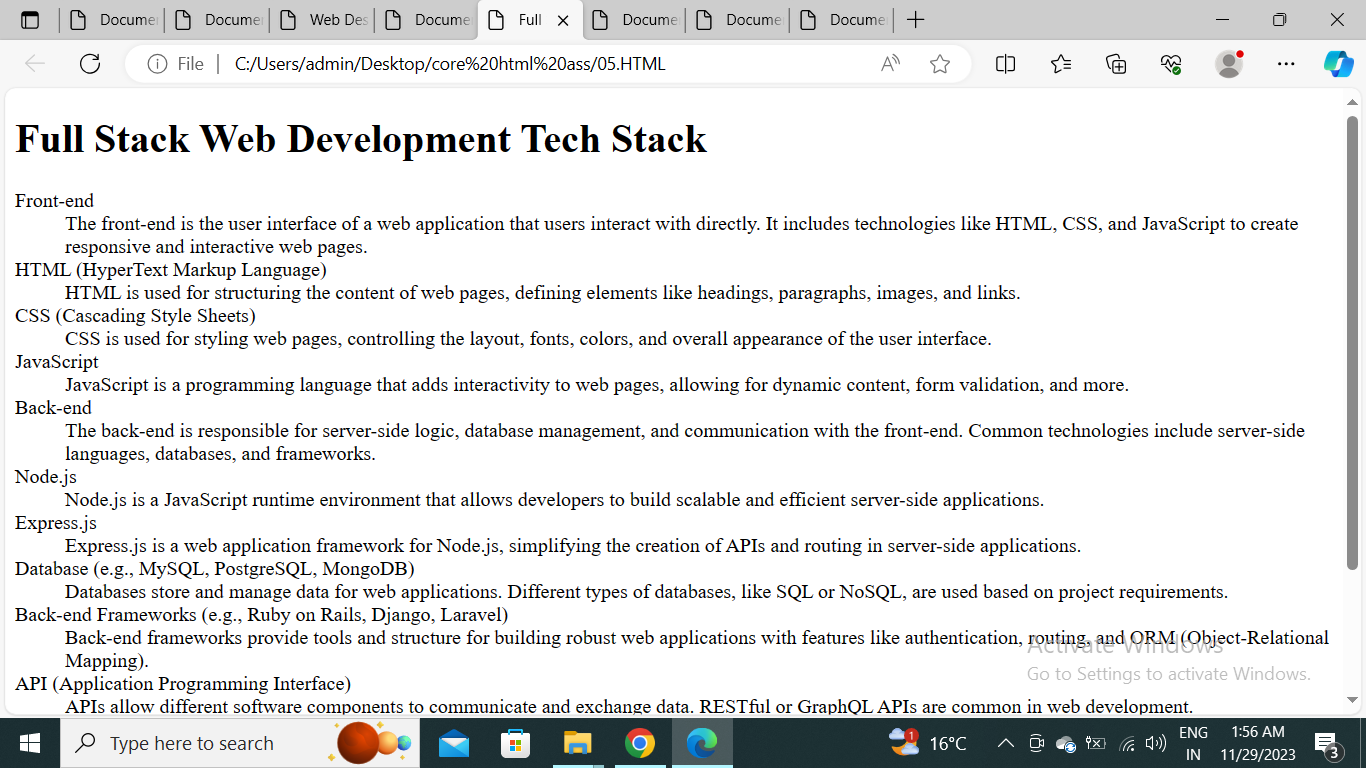 Docume
Docume
Web Des
Docume
Full
Docume
Docume
Docume
File
C:/Users/admin/Desktop/core%20html%20ass/05.HTML
Full Stack Web Development Tech Stack
Front-end
The front-end is the user interface of a web application that users interact with directly. It includes technologies like HTML, CSS, and JavaScript to create
responsive and interactive web pages.
HTML (HyperText Markup Language)
HTML is used for structuring the content of web pages, defining elements like headings, paragraphs, images, and links.
CSS (Cascading Style Sheets)
CSS is used for styling web pages, controlling the layout, fonts, colors, and overall appearance of the user interface.
JavaScript
JavaScript is a programming language that adds interactivity to web pages, allowing for dynamic content, form validation, and more.
Back-end
The back-end is responsible for server-side logic, database management, and communication with the front-end. Common technologies include server-side
languages, databases, and frameworks.
Node.js
Node.js is a JavaScript runtime environment that allows developers to build scalable and efficient server-side applications.
Express.js
Express.js is a web application framework for Node.js, simplifying the creation of APIs and routing in server-side applications.
Database (e.g., MySQL, PostgreSQL, MongoDB)
Databases store and manage data for web applications. Different types of databases, like SQL or NoSQL, are used based on project requirements.
Back-end Frameworks (e.g., Ruby on Rails, Django, Laravel)
Back-end frameworks provide tools and structure for building robust web applications with features like authentication, routing, and ORM (Object-Relational
Mapping).
Activate Windows
Go to Settings to activate Windows.
API (Application Programming Interface)
APIs allow different software components to communicate and exchange data. RESTful or GraphQL APIs are common in web development.
Type here to search
1
16°C
ENG
IN
1:56 AM
11/29/2023
3